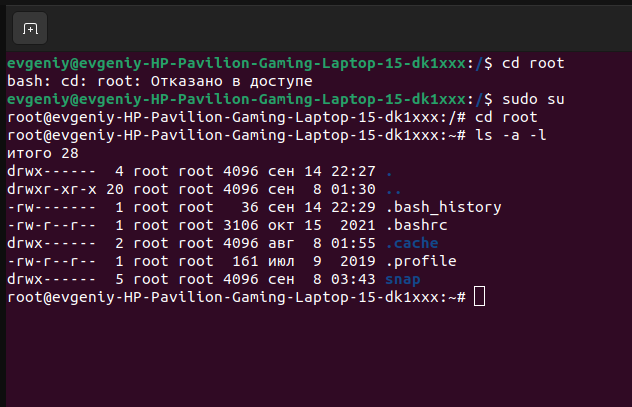 evgeniy@evgeniy-HP-Pavilion-Gaming-Laptop-15-dk1xxx:/$ cd root
bash: cd: root: Отказано в доступе
evgeniy@evgeniy-HP-Pavilion-Gaming-Laptop-15-dk1xxx:/$ sudo su
root@evgeniy-HP-Pavilion-Gaming-Laptop-15-dk1xxx:/# cd root
root@evgeniy-HP-Pavilion-Gaming-Laptop-15-dk1xxx:~# ls -a -l
итого 28
drwx------  4 root root 4096 сен 14 22:27 .
drwxr-xr-x 20 root root 4096 сен  8 01:30 ..
-rw-------  1 root root   36 сен 14 22:29 .bash_history
-rw-r--r--  1 root root 3106 окт 15  2021 .bashrc
drwx------  2 root root 4096 авг  8 01:55 .cache
-rw-r--r--  1 root root  161 июл  9  2019 .profile
drwx------  5 root root 4096 сен  8 03:43 snap
root@evgeniy-HP-Pavilion-Gaming-Laptop-15-dk1xxx:~#